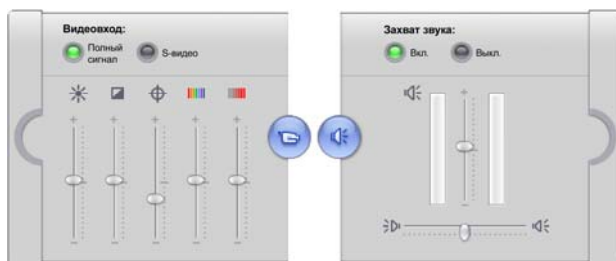 Видеовход:
Полный
сигнал
S-видео
Захват звука:
Вкл.
Выкл.